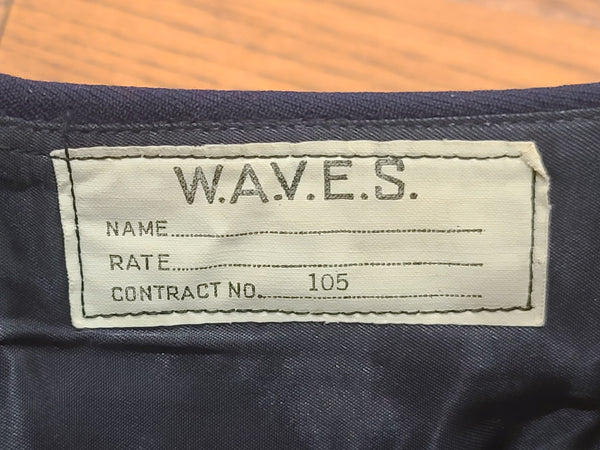 W.A.V.E.S.
NAME
RATE
CONTRACT NO. 105